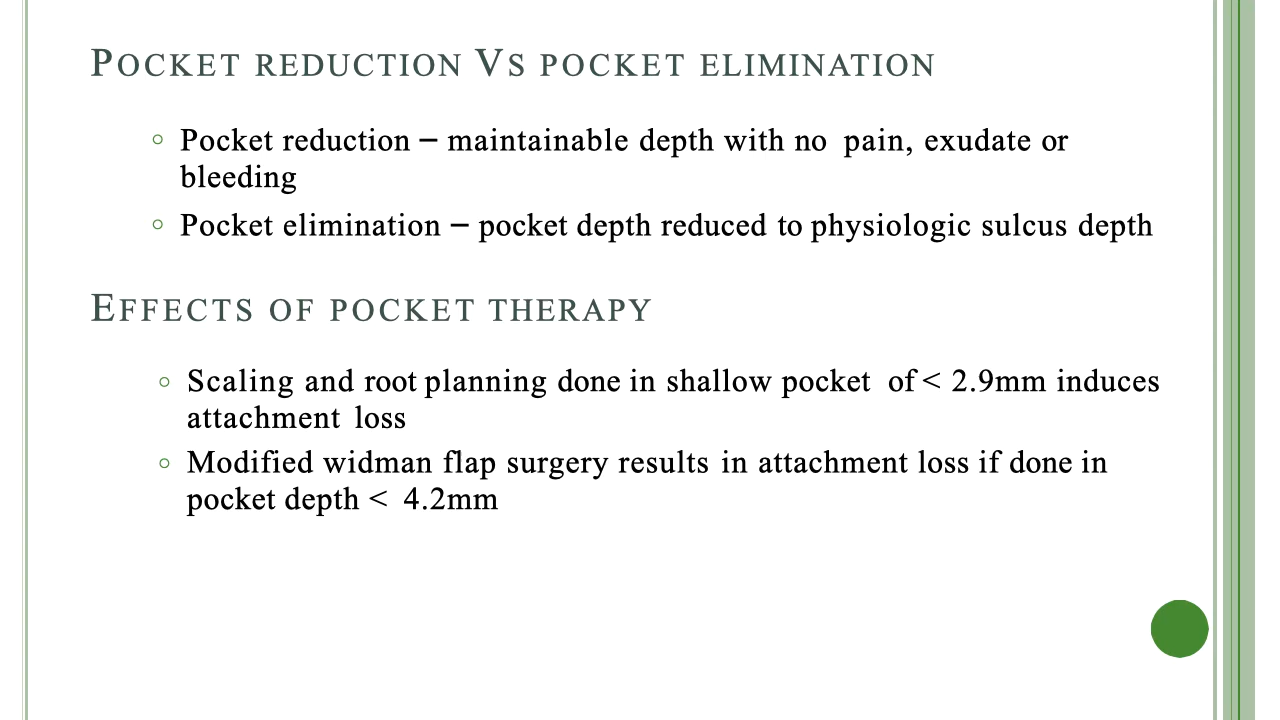 Pocket reduction Vs pocket elimination
Pocket reduction – maintainable depth with no pain, exudate or
bleeding
Pocket elimination – pocket depth reduced to physiologic sulcus depth
Effects of pocket therapy
Scaling and root planning done in shallow pocket of < 2.9mm induces
attachment loss
Modified widman flap surgery results in attachment loss if done in
pocket depth < 4.2mm